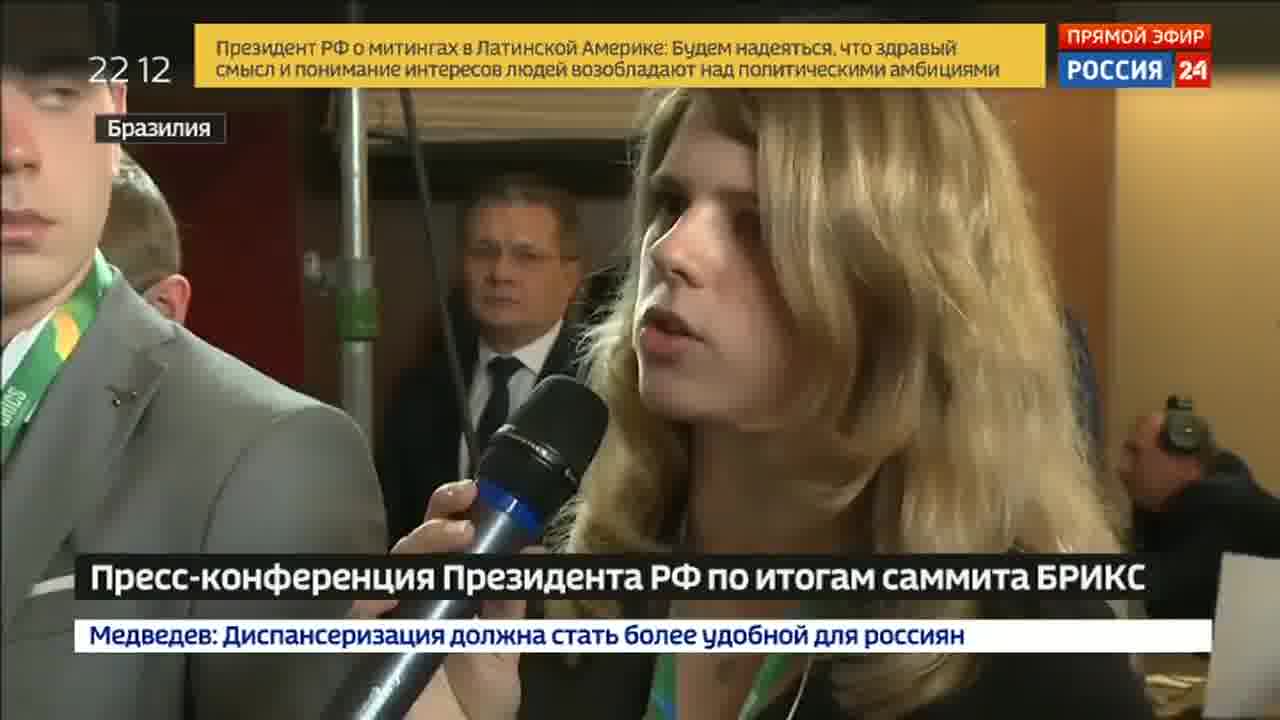 22 12
Президент РФ о митингах в Латинской Америке: Будем надеяться, что здравый
смысл и понимание интересов людей возобладают над политическими амбициями
ПРЯМОЙ ЭФИР
РОССИЯ 24
Бразилия
BRICS
Пресс-конференция Президента РФ по итогам саммита БРИКС
Медведев: Диспансеризация должна стать более удобной для россиян